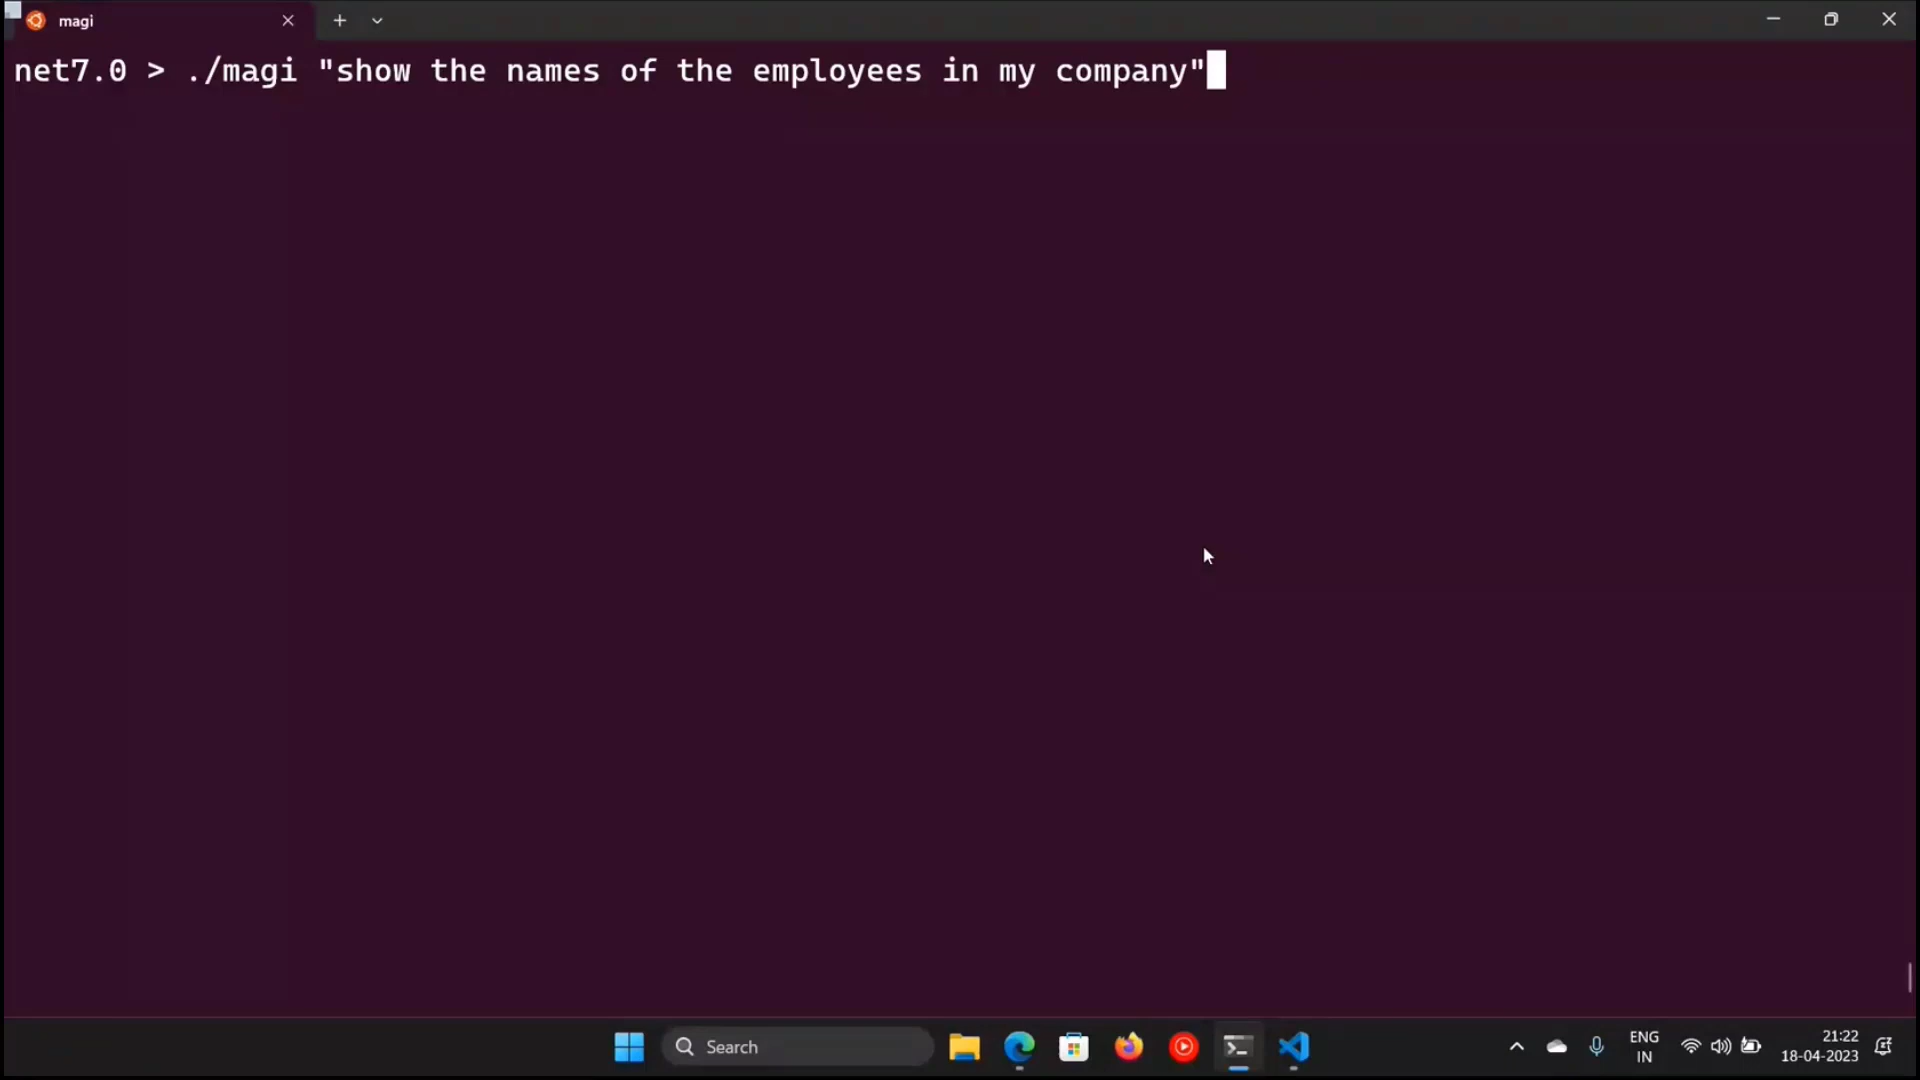 magi
net7.0 > ./magi "show the names of the employees in my company"
Search
ENG
IN
21:22
18-04-2023